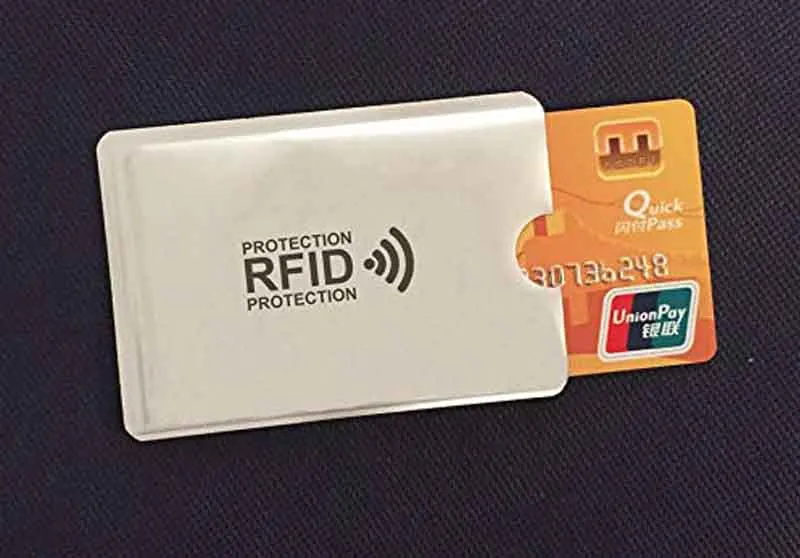 PROTECTION
RFID
PROTECTION
Quick
闪付Pass
30736248
UnionPay
银联